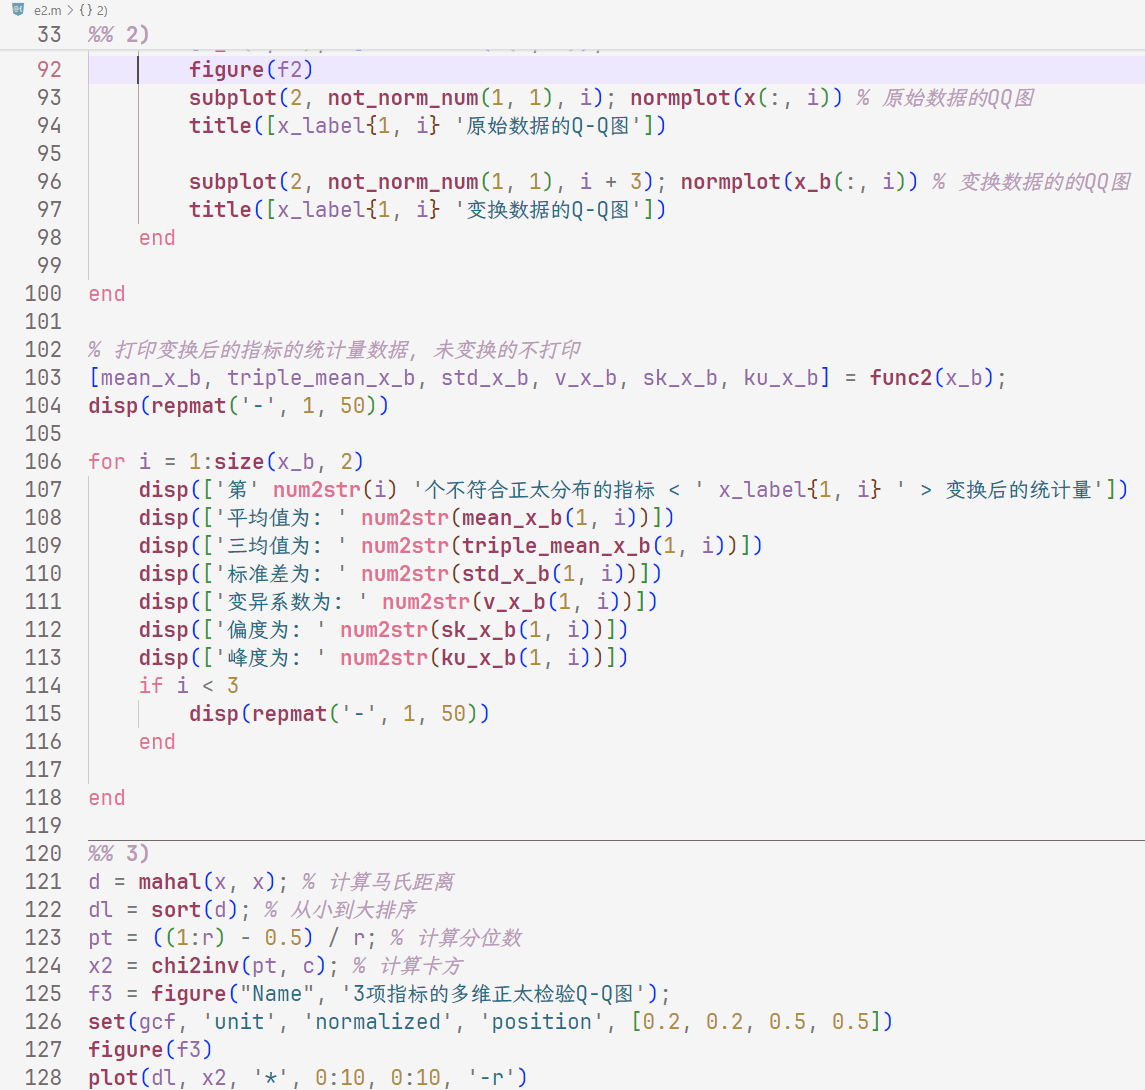 e2.m > {} 2)
33 %% 2)
92 figure(f2)
93 subplot(2, not_norm_num(1, 1), i); normplot(x(:, i)) % 原始数据的QQ图
94 title([x_label{1, i} '原始数据的Q-Q图'])
95
96 subplot(2, not_norm_num(1, 1), i + 3); normplot(x_b(:, i)) % 变换数据的的QQ图
97 title([x_label{1, i} '变换数据的Q-Q图'])
98 end
99
100 end
101
102 % 打印变换后的指标的统计量数据, 未变换的不打印
103 [mean_x_b, triple_mean_x_b, std_x_b, v_x_b, sk_x_b, ku_x_b] = func2(x_b);
104 disp(repmat('-', 1, 50))
105
106 for i = 1:size(x_b, 2)
107 disp(['第' num2str(i) '个不符合正太分布的指标 < ' x_label{1, i} ' > 变换后的统计量'])
108 disp(['平均值为: ' num2str(mean_x_b(1, i))])
109 disp(['三均值为: ' num2str(triple_mean_x_b(1, i))])
110 disp(['标准差为: ' num2str(std_x_b(1, i))])
111 disp(['变异系数为: ' num2str(v_x_b(1, i))])
112 disp(['偏度为: ' num2str(sk_x_b(1, i))])
113 disp(['峰度为: ' num2str(ku_x_b(1, i))])
114 if i < 3
115 disp(repmat('-', 1, 50))
116 end
117
118 end
119
120 %% 3)
121 d = mahal(x, x); % 计算马氏距离
122 dl = sort(d); % 从小到大排序
123 pt = ((1:r) - 0.5) / r; % 计算分位数
124 x2 = chi2inv(pt, c); % 计算卡方
125 f3 = figure("Name", '3项指标的多维正太检验Q-Q图');
126 set(gcf, 'unit', 'normalized', 'position', [0.2, 0.2, 0.5, 0.5])
127 figure(f3)
128 plot(dl, x2, '*', 0:10, 0:10, '-r')